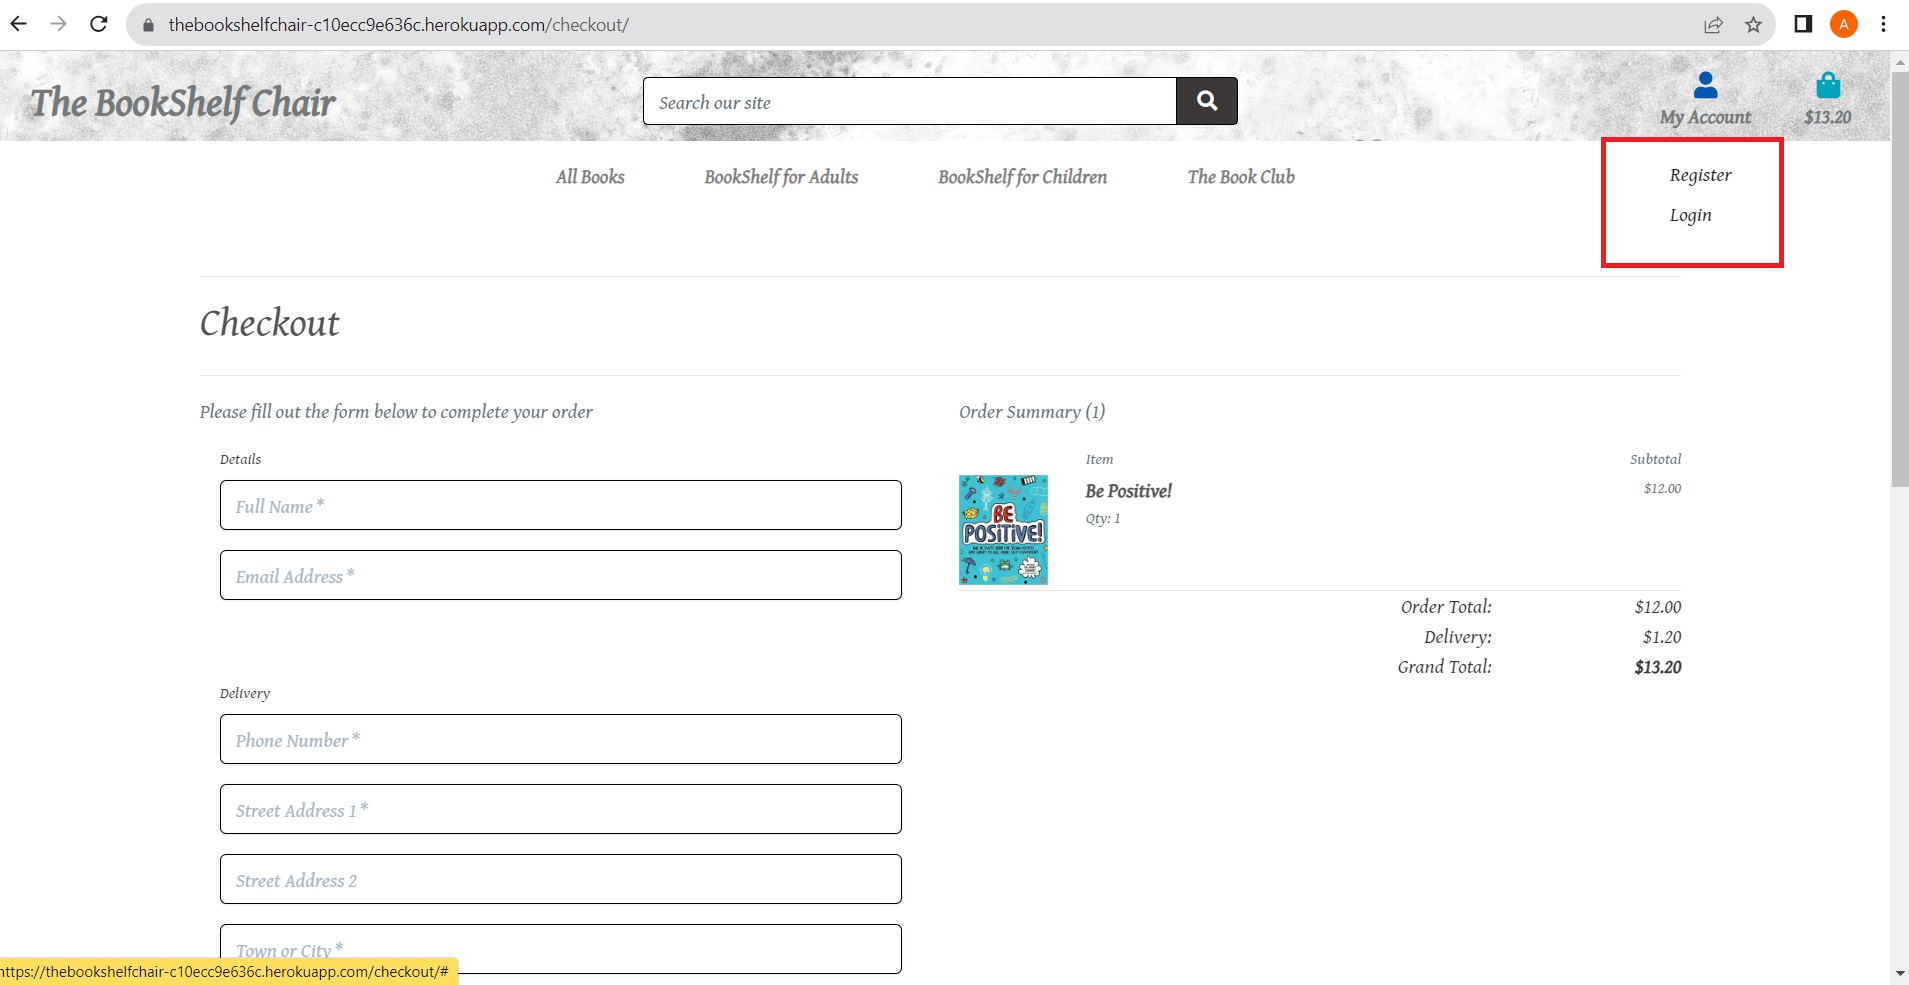 thebookshelfchair-c10ecc9e636c.herokuapp.com/checkout/
A
The BookShelf Chair
Search our site
My Account
$13.20
All Books
BookShelf for Adults
BookShelf for Children
The Book Club
Register
Login
Checkout
Please fill out the form below to complete your order
Details
Full Name *
Email Address *
Delivery
Phone Number *
Street Address 1 *
Street Address 2
Town or City *
Order Summary (1)
Item Subtotal
BE
POSITIVE!
Be Positive! $12.00
Qty: 1
Order Total: $12.00
Delivery: $1.20
Grand Total: $13.20
https://thebookshelfchair-c10ecc9e636c.herokuapp.com/checkout/#